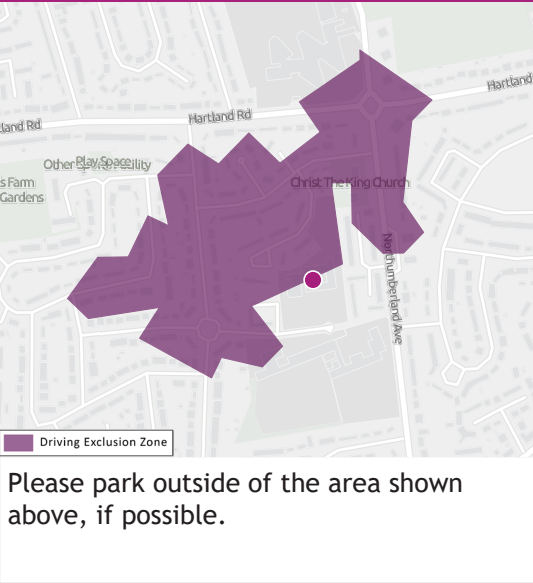 Hartland
Hartland Rd
land Rd
Play Space
Other
s Farm
Gardens
Christ The King Church
Northumberland Ave
Driving Exclusion Zone
Please park outside of the area shown
above, if possible.